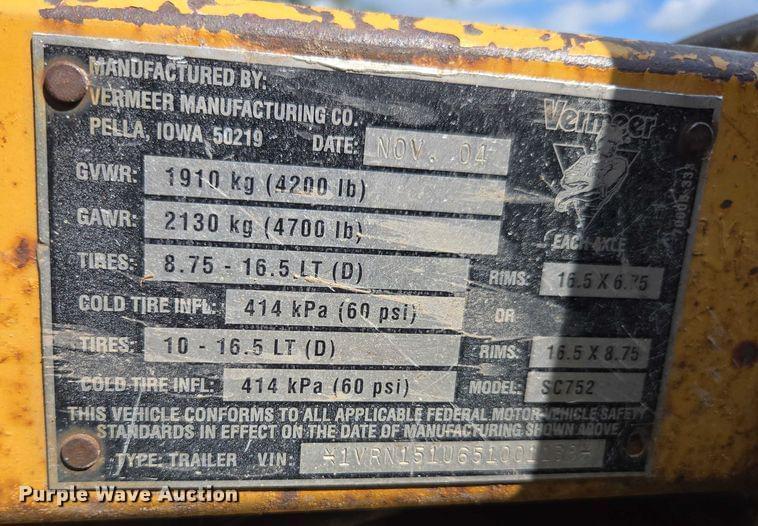 MANUFACTURED BY:
VERMEER MANUFACTURING CO.
PELLA, IOWA 50219
DATE: NOV. 04
Vermeer
GVWR: 1910 kg (4200 lb)
GAWR: 2130 kg (4700 lb)
EACH AXLE
TIRES: 8.75 - 16.5 LT (D) RIMS: 16.5 X 6.75
COLD TIRE INFL: 414 kPa (60 psi) OR
TIRES: 10 - 16.5 LT (D) RIMS: 16.5 X 8.75
COLD TIRE INFL: 414 kPa (60 psi) MODEL: SC752
THIS VEHICLE CONFORMS TO ALL APPLICABLE FEDERAL MOTOR VEHICLE SAFETY
STANDARDS IN EFFECT ON THE DATE OF MANUFACTURING SHOWN ABOVE
TYPE: TRAILER VIN:
Purple Wave Auction